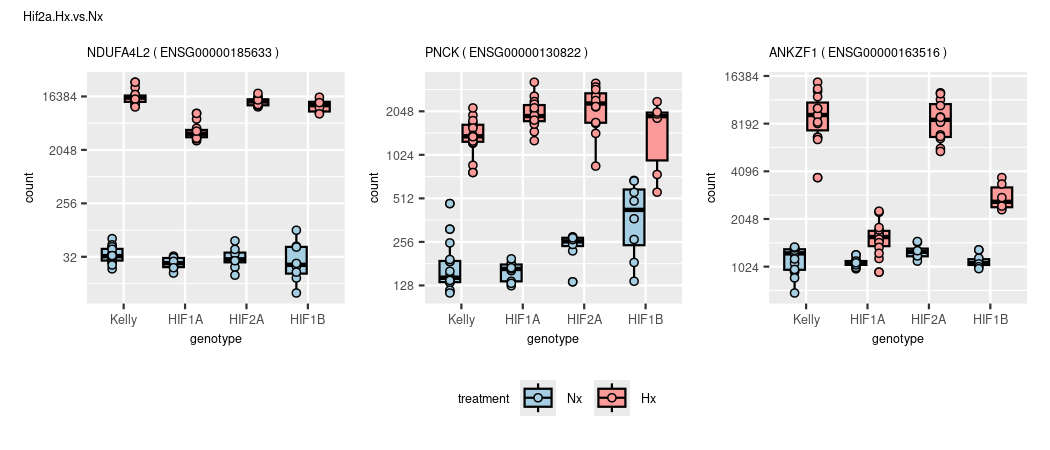 Hif2a.Hx.vs.Nx
NDUFA4L2 ( ENSG00000185633 )
PNCK ( ENSG00000130822 )
ANKZF1 ( ENSG00000163516 )
count
16384
2048
256
32
Kelly HIF1A HIF2A HIF1B
genotype
count
2048
1024
512
256
128
Kelly HIF1A HIF2A HIF1B
genotype
count
16384
8192
4096
2048
1024
Kelly HIF1A HIF2A HIF1B
genotype
treatment Nx Hx